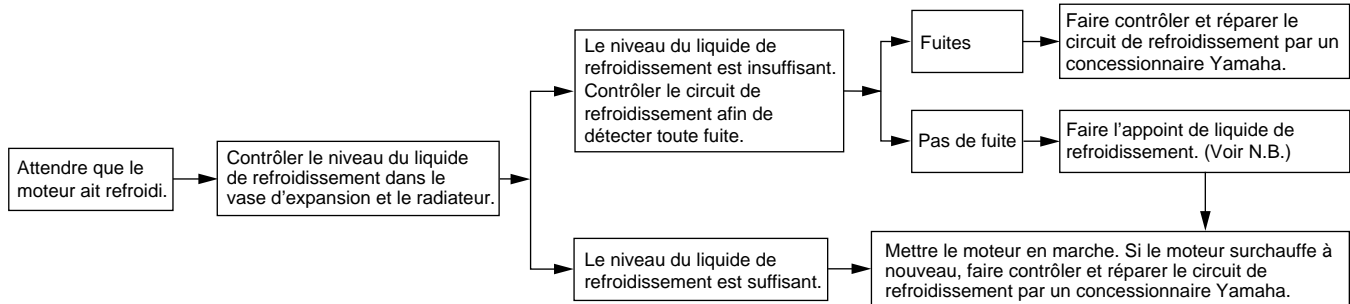 Attendre que le
moteur ait refroidi.
Contrôler le niveau du liquide
de refroidissement dans le
vase d'expansion et le radiateur.
Le niveau du liquide de
refroidissement est insuffisant.
Contrôler le circuit de
refroidissement afin de
détecter toute fuite.
Fuites
Faire contrôler et réparer le
circuit de refroidissement par un
concessionnaire Yamaha.
Pas de fuite
Faire l'appoint de liquide de
refroidissement. (Voir N.B.)
Le niveau du liquide de
refroidissement est suffisant.
Mettre le moteur en marche. Si le moteur surchauffe à
nouveau, faire contrôler et réparer le circuit de
refroidissement par un concessionnaire Yamaha.